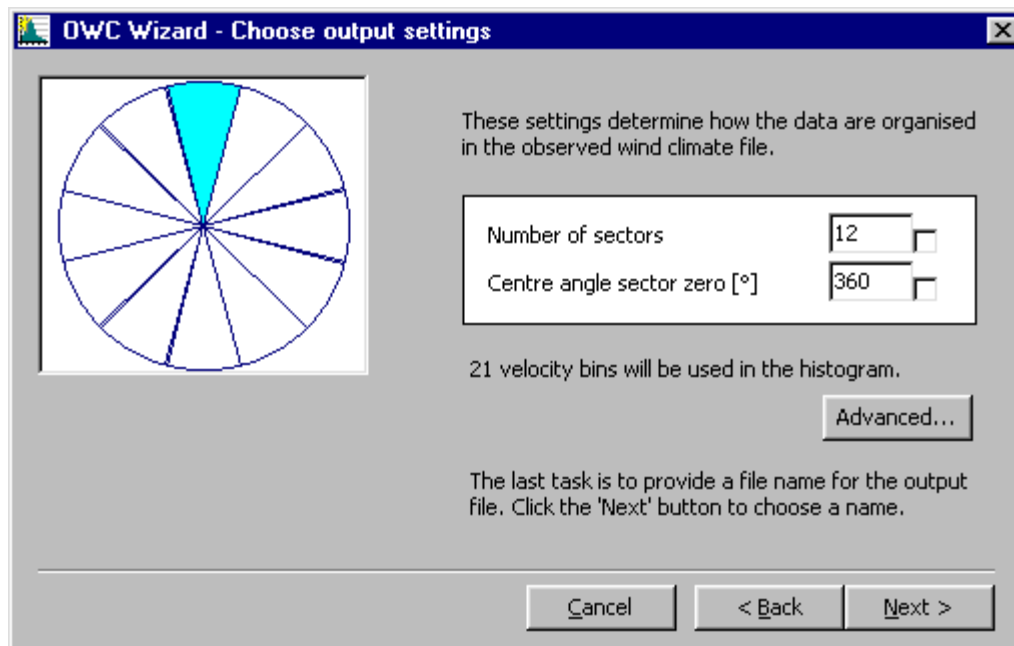 OWC Wizard - Choose output settings
These settings determine how the data are organised
in the observed wind climate file.
Number of sectors 12
Centre angle sector zero [°] 360
21 velocity bins will be used in the histogram.
Advanced...
The last task is to provide a file name for the output
file. Click the 'Next' button to choose a name.
Cancel < Back Next >